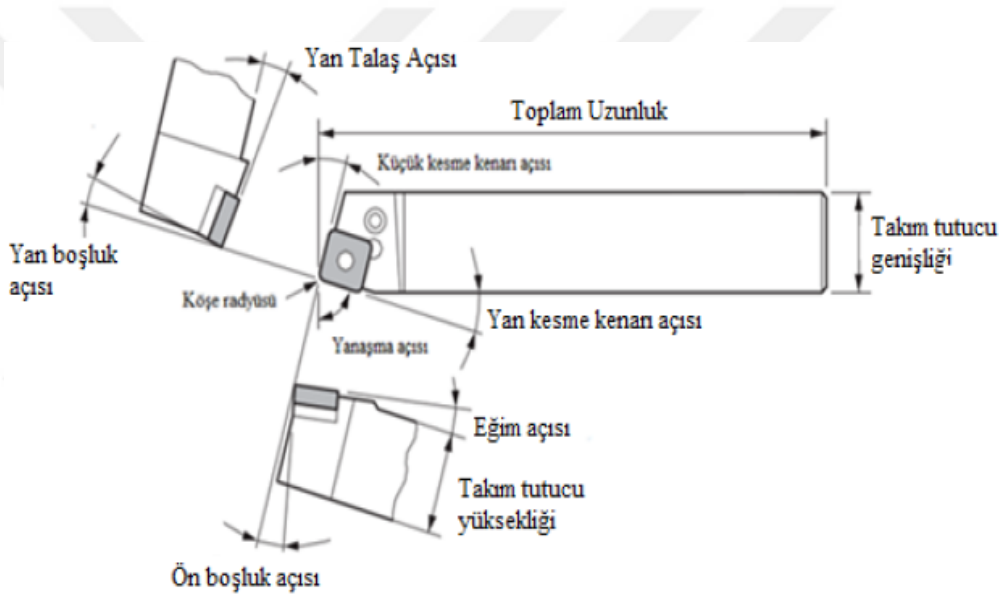 Yan Talaş Açısı
Toplam Uzunluk
Küçük kesme kenarı açısı
Takım tutucu
genişliği
Yan boşluk
açısı
Köşe radyüsü
Yan kesme kenarı açısı
Yanaşma açısı
Eğim açısı
Takım tutucu
yüksekliği
Ön boşluk açısı